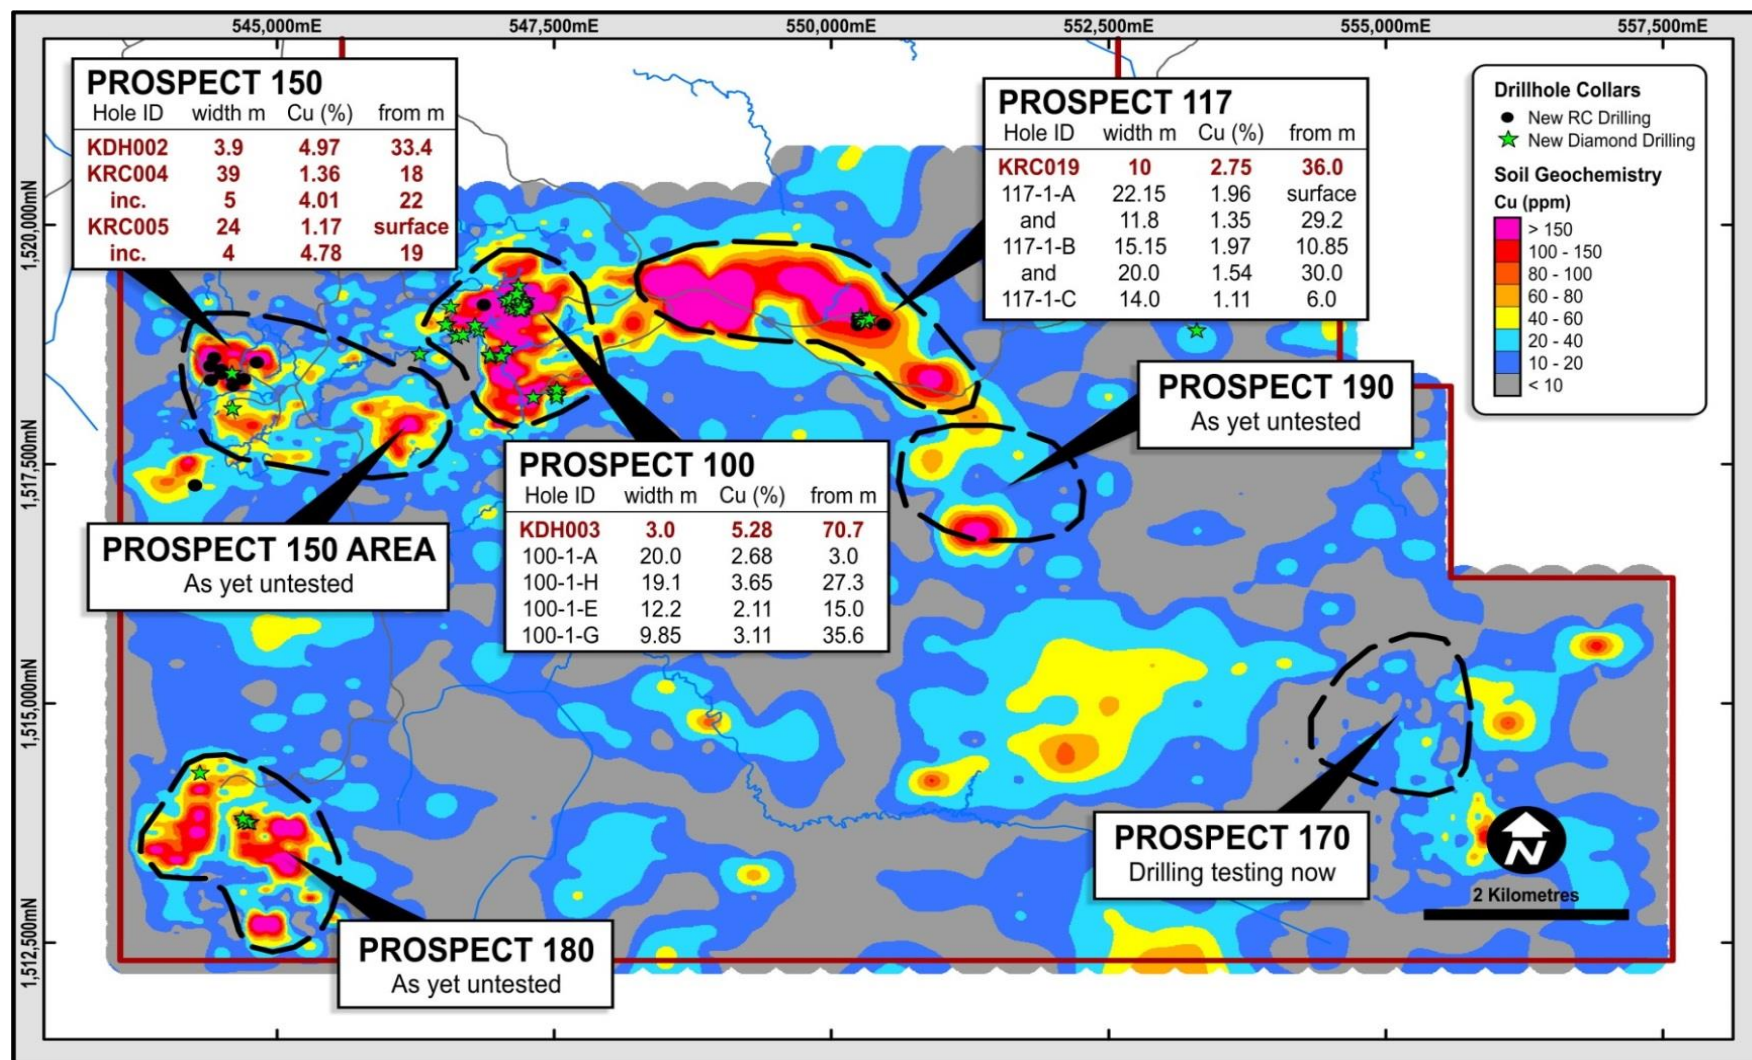 545,000mE 547,500mE 550,000mE 552,500mE 555,000mE 557,500mE
1,520,000mN
1,517,500mN
1,515,000mN
1,512,500mN
PROSPECT 150
Hole ID width m Cu (%) from m
KDH002 3.9 4.97 33.4
KRC004 39 1.36 18
inc. 5 4.01 22
KRC005 24 1.17 surface
inc. 4 4.78 19
PROSPECT 117
Hole ID width m Cu (%) from m
KRC019 10 2.75 36.0
117-1-A 22.15 1.96 surface
and 11.8 1.35 29.2
117-1-B 15.15 1.97 10.85
and 20.0 1.54 30.0
117-1-C 14.0 1.11 6.0
Drillhole Collars
New RC Drilling
New Diamond Drilling
Soil Geochemistry
Cu (ppm)
> 150
100 - 150
80 - 100
60 - 80
40 - 60
20 - 40
10 - 20
< 10
PROSPECT 190
As yet untested
PROSPECT 100
Hole ID width m Cu (%) from m
KDH003 3.0 5.28 70.7
100-1-A 20.0 2.68 3.0
100-1-H 19.1 3.65 27.3
100-1-E 12.2 2.11 15.0
100-1-G 9.85 3.11 35.6
PROSPECT 150 AREA
As yet untested
PROSPECT 170
Drilling testing now
N
2 Kilometres
PROSPECT 180
As yet untested